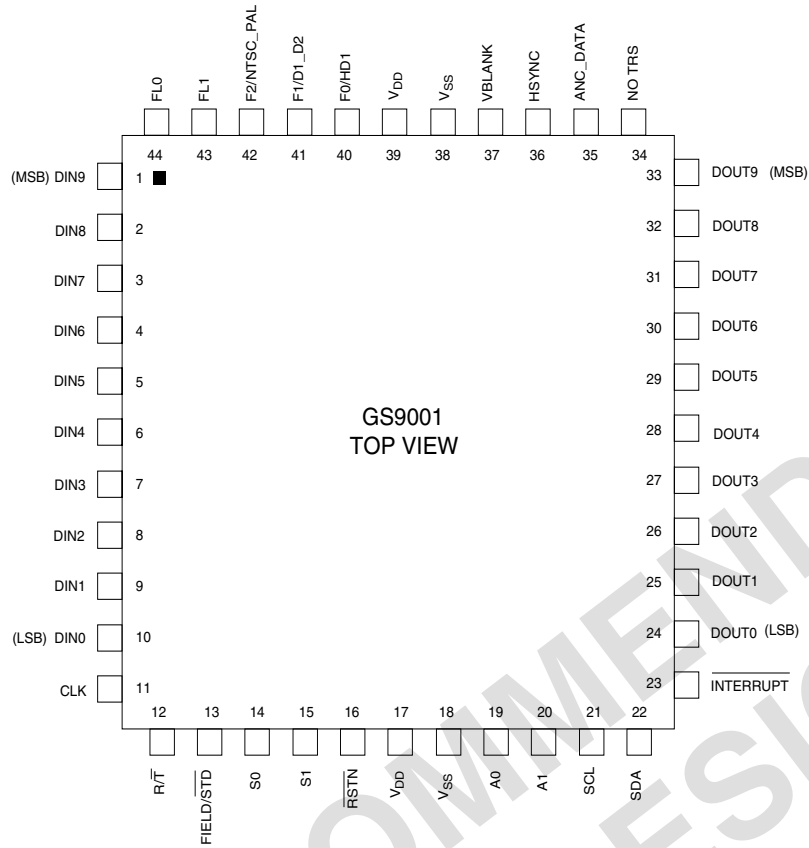 FL0
FL1
F2/NTSC_PAL
F1/D1_D2
F0/HD1
VDD
VSS
VBLANK
HSYNC
ANC_DATA
NO TRS
44 43 42 41 40 39 38 37 36 35 34
(MSB) DIN9 1 33 DOUT9 (MSB)
DIN8 2 32 DOUT8
DIN7 3 31 DOUT7
DIN6 4 30 DOUT6
DIN5 5 29 DOUT5
GS9001
TOP VIEW
DIN4 6 28 DOUT4
DIN3 7 27 DOUT3
DIN2 8 26 DOUT2
DIN1 9 25 DOUT1
(LSB) DIN0 10 24 DOUT0 (LSB)
CLK 11 23 INTERRUPT
12 13 14 15 16 17 18 19 20 21 22
R/T
FIELD/STD
S0
S1
RSTN
VDD
VSS
A0
A1
SCL
SDA
OMMEND
ESIG